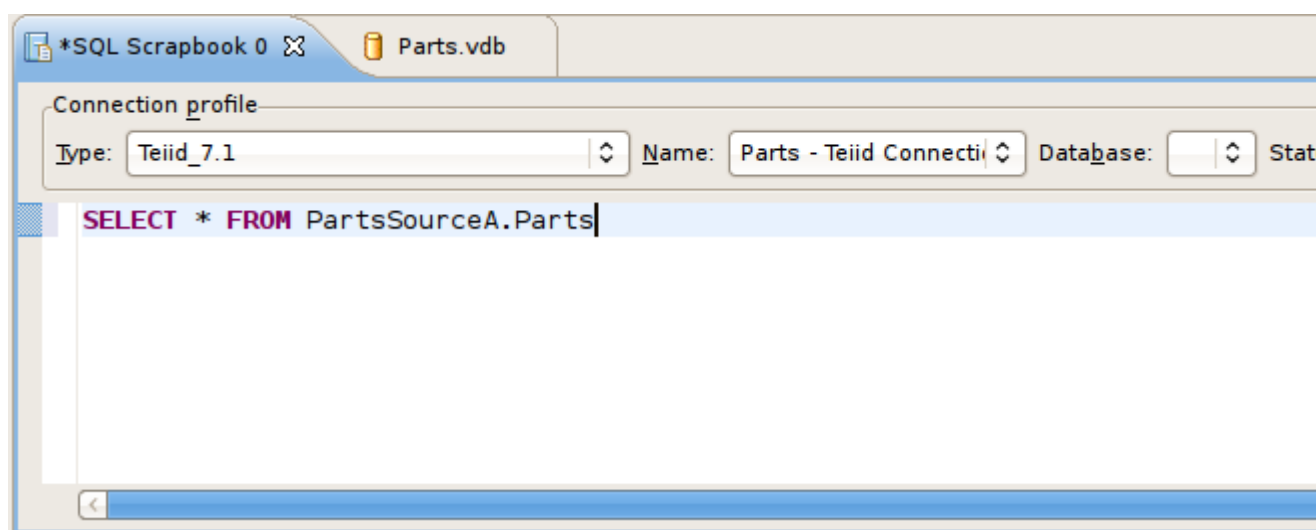 *SQL Scrapbook 0 Parts.vdb
Connection profile
Type: Teiid_7.1 Name: Parts - Teiid Connecti Database: Stat
SELECT * FROM PartsSourceA.Parts